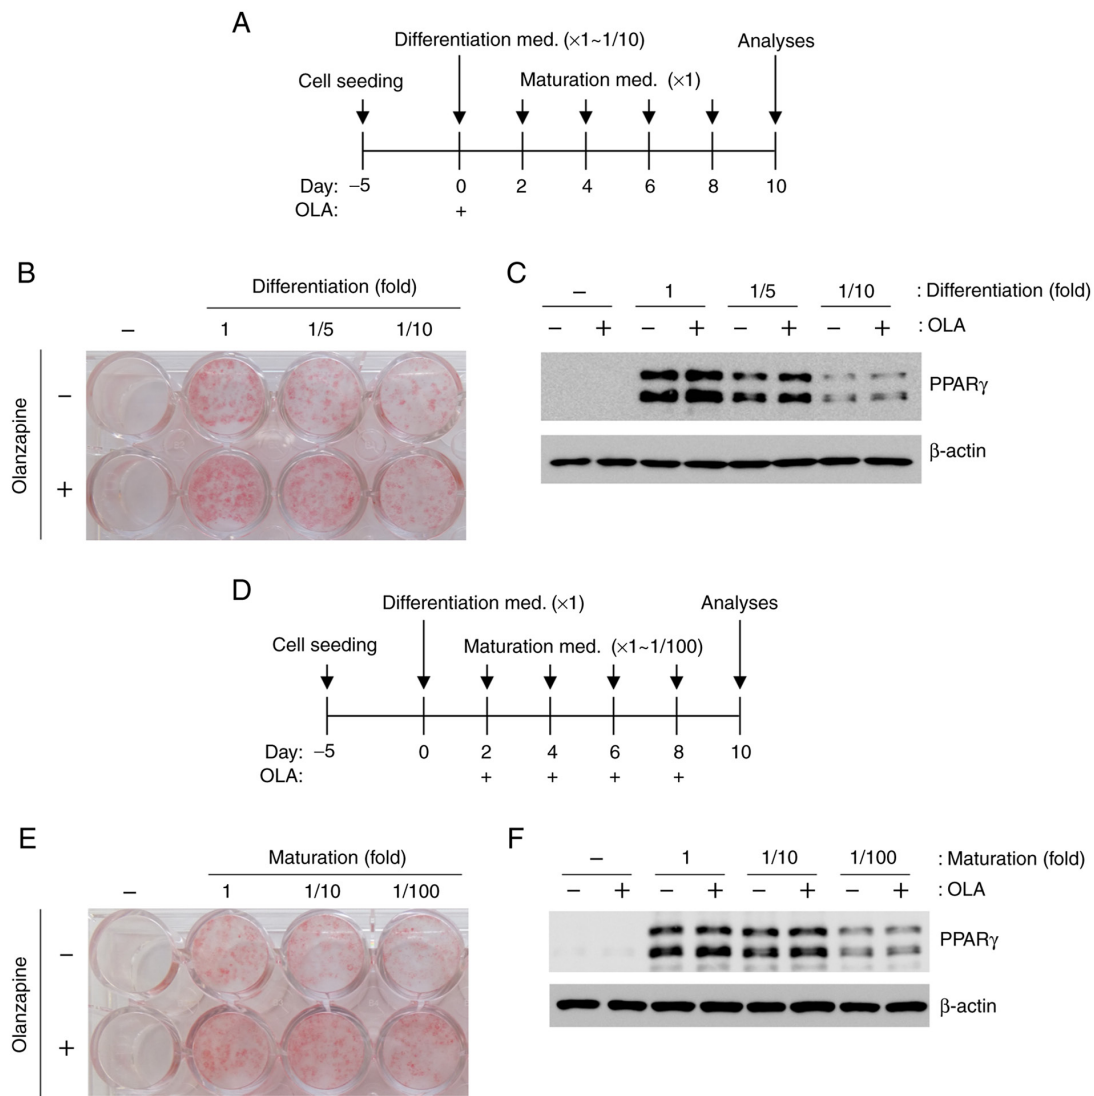 A
Differentiation med. (×1~1/10)
Analyses
Cell seeding
Maturation med. (×1)
Day: −5 0 2 4 6 8 10
OLA: +
B
Differentiation (fold)
− 1 1/5 1/10
Olanzapine
−
+
C
− 1 1/5 1/10 : Differentiation (fold)
− + − + − + − + : OLA
PPARγ
β-actin
D
Differentiation med. (×1)
Analyses
Cell seeding
Maturation med. (×1~1/100)
Day: −5 0 2 4 6 8 10
OLA: + + + +
E
Maturation (fold)
− 1 1/10 1/100
Olanzapine
−
+
F
− 1 1/10 1/100 : Maturation (fold)
− + − + − + − + : OLA
PPARγ
β-actin